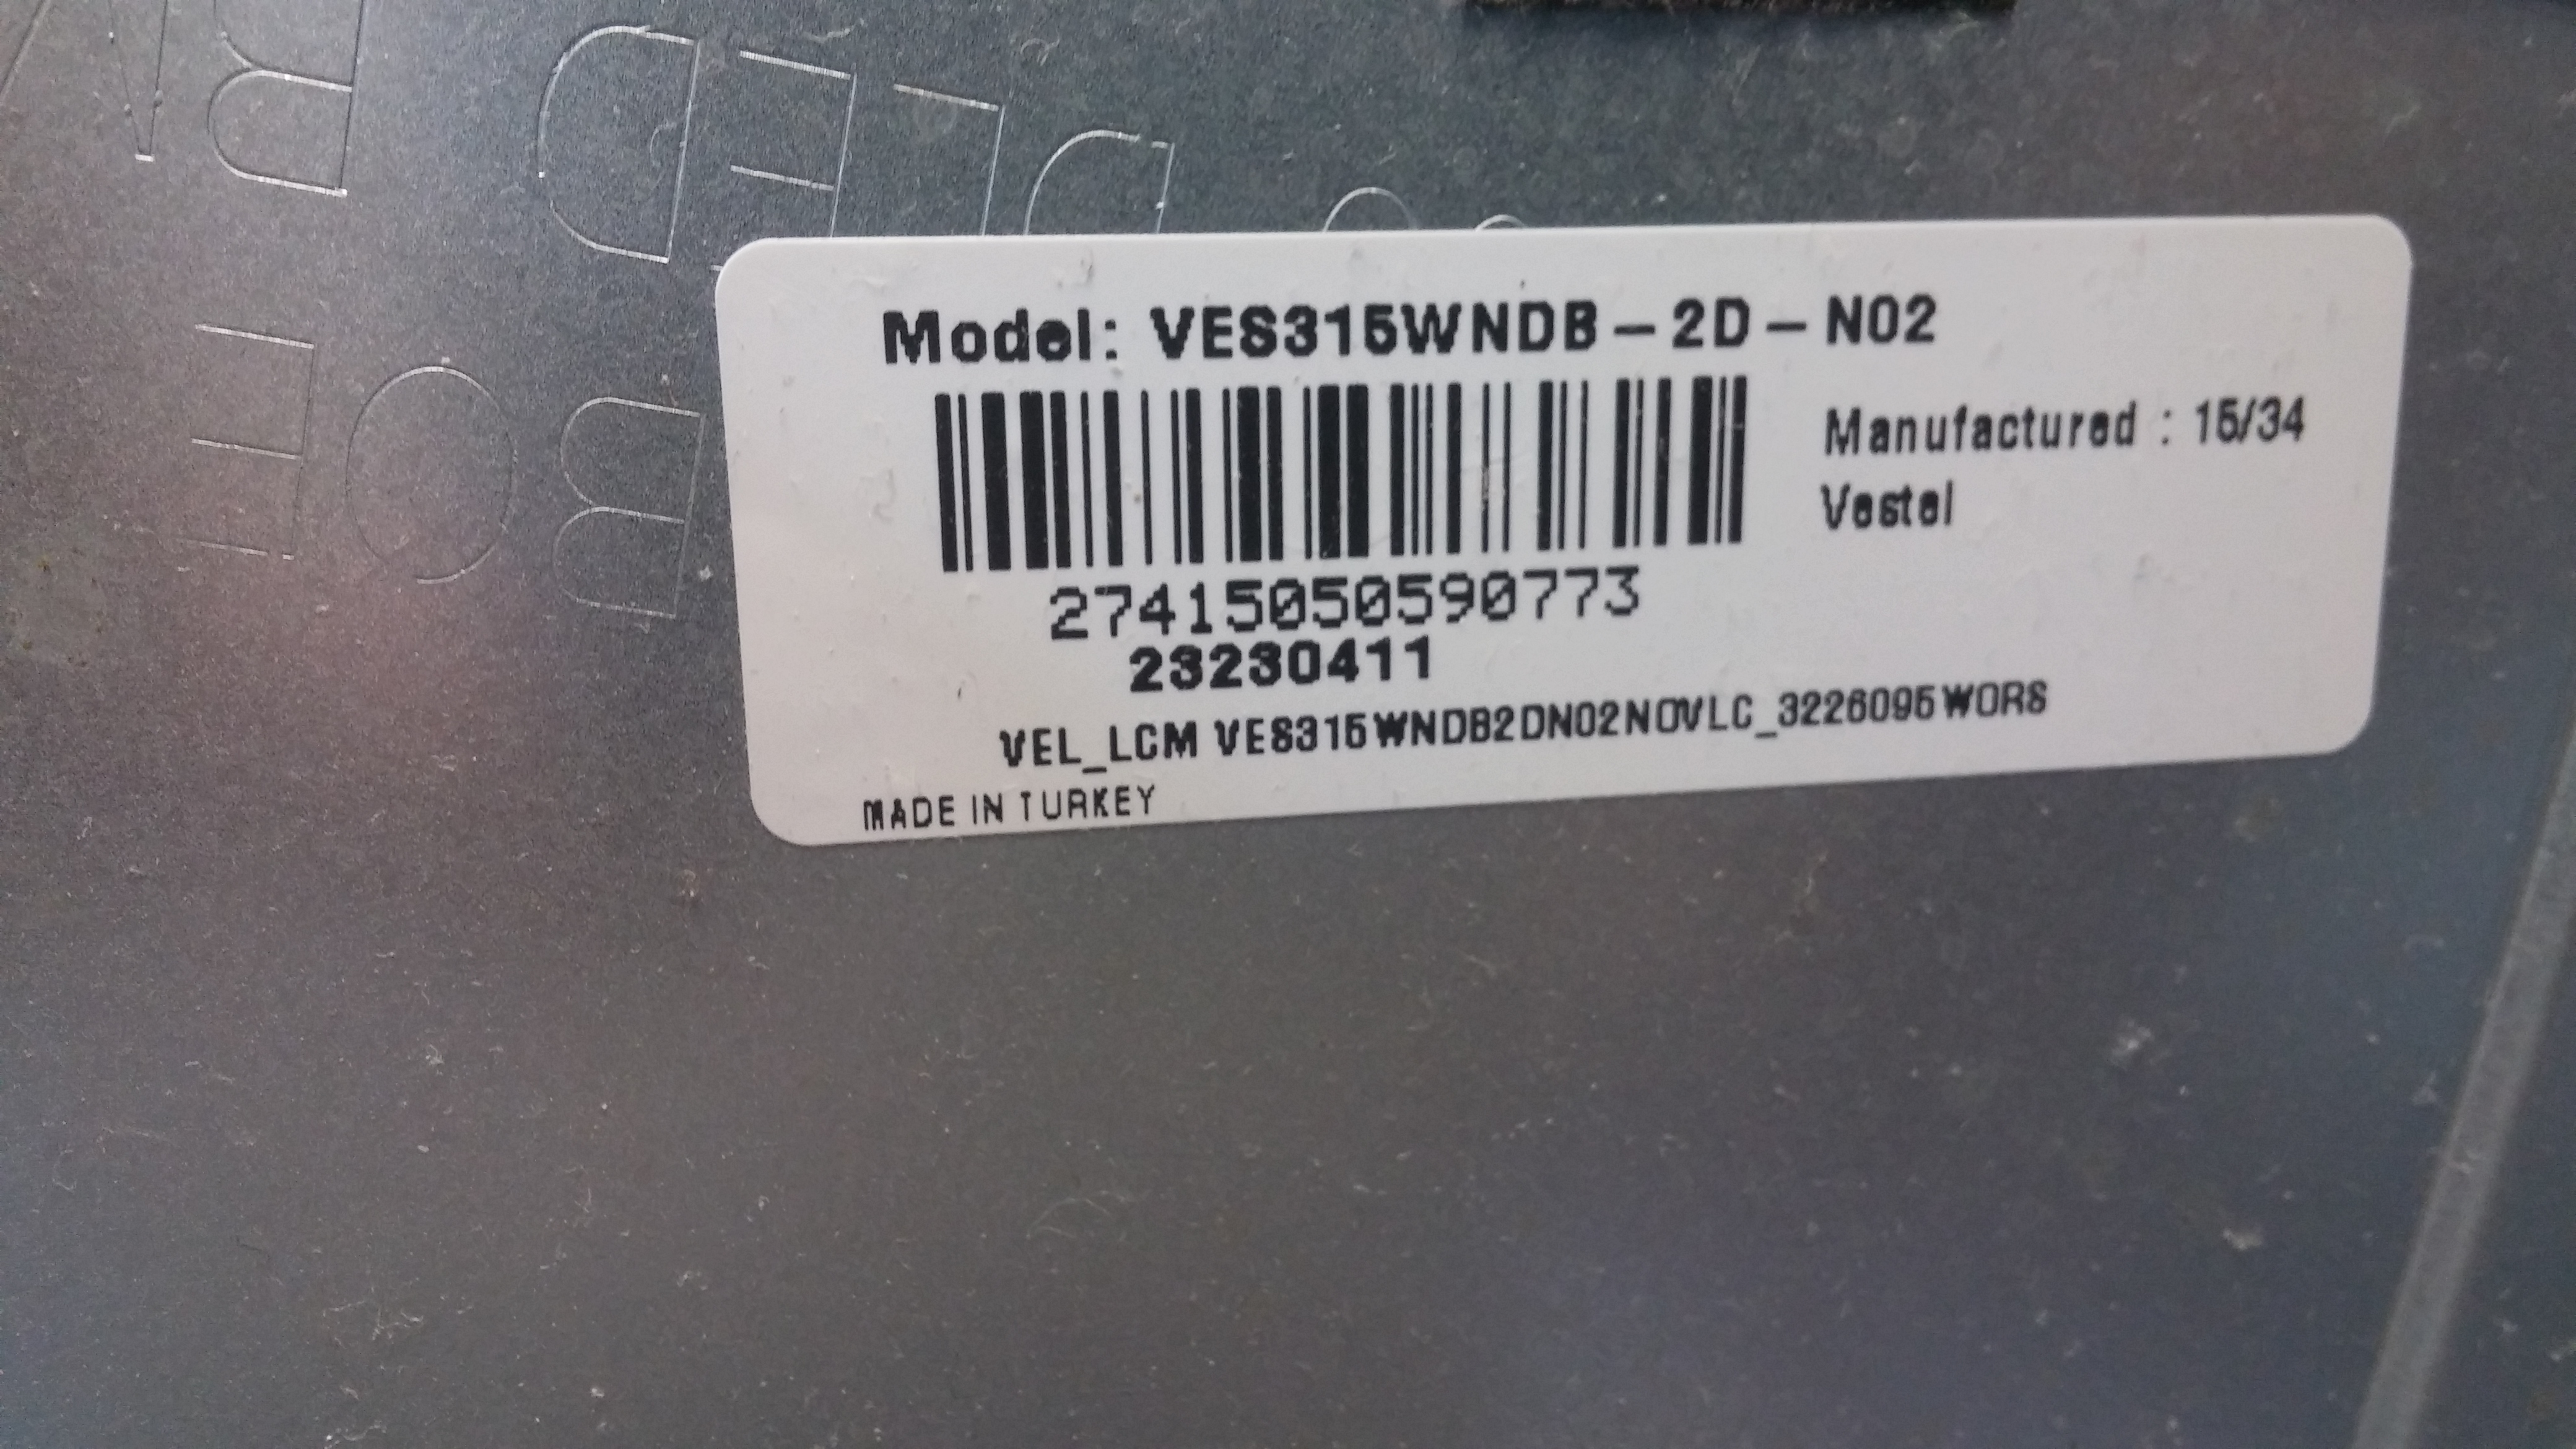 Model: VES315WNDB-2D-N02
Manufactured : 15/34
Vestel
27415050590773
23230411
VEL_LCM VES315WNDB2DN02NOVLC_3226095WORS
MADE IN TURKEY